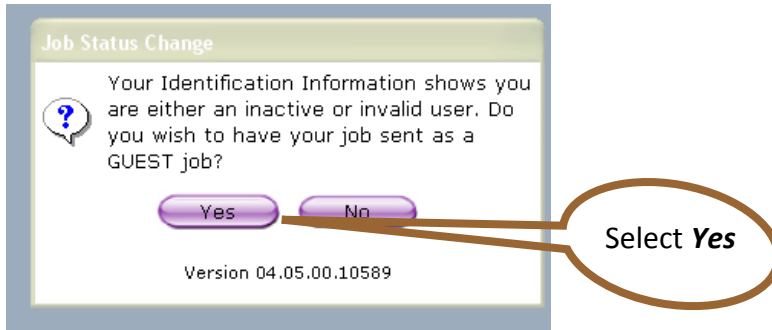 Job Status Change
Your Identification Information shows you
are either an inactive or invalid user. Do
you wish to have your job sent as a
GUEST job?
Yes No
Select Yes
Version 04.05.00.10589